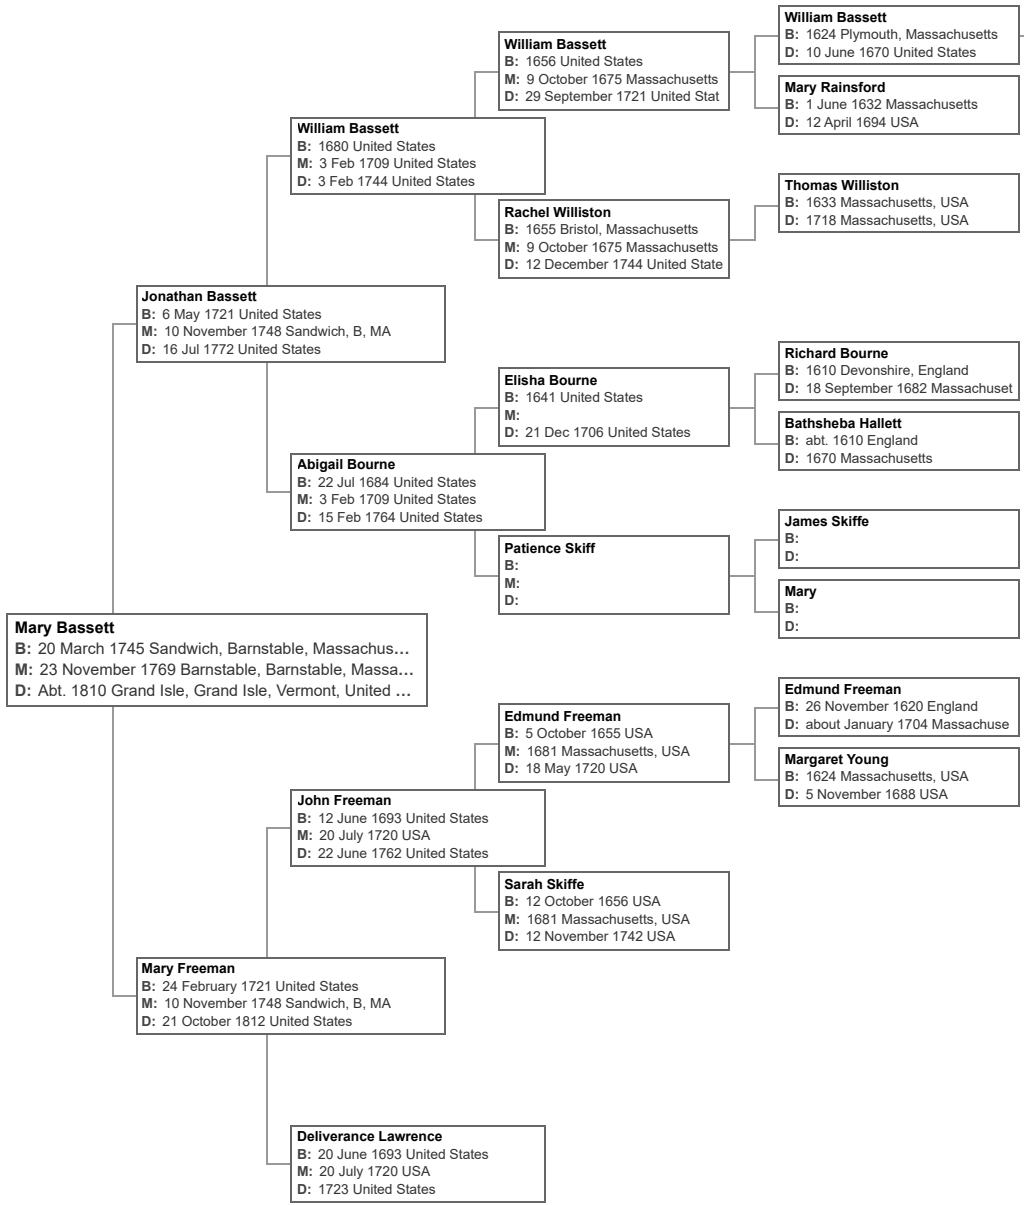 William Bassett
B: 1624 Plymouth, Massachusetts
D: 10 June 1670 United States
William Bassett
B: 1656 United States
M: 9 October 1675 Massachusetts
D: 29 September 1721 United Stat
Mary Rainsford
B: 1 June 1632 Massachusetts
D: 12 April 1694 USA
William Bassett
B: 1680 United States
M: 3 Feb 1709 United States
D: 3 Feb 1744 United States
Thomas Williston
B: 1633 Massachusetts, USA
D: 1718 Massachusetts, USA
Rachel Williston
B: 1655 Bristol, Massachusetts
M: 9 October 1675 Massachusetts
D: 12 December 1744 United State
Jonathan Bassett
B: 6 May 1721 United States
M: 10 November 1748 Sandwich, B, MA
D: 16 Jul 1772 United States
Richard Bourne
B: 1610 Devonshire, England
D: 18 September 1682 Massachuset
Elisha Bourne
B: 1641 United States
M:
D: 21 Dec 1706 United States
Bathsheba Hallett
B: abt. 1610 England
D: 1670 Massachusetts
Abigail Bourne
B: 22 Jul 1684 United States
M: 3 Feb 1709 United States
D: 15 Feb 1764 United States
James Skiffe
B:
D:
Patience Skiff
B:
M:
D:
Mary
B:
D:
Mary Bassett
B: 20 March 1745 Sandwich, Barnstable, Massachus...
M: 23 November 1769 Barnstable, Barnstable, Massa...
D: Abt. 1810 Grand Isle, Grand Isle, Vermont, United ...
Edmund Freeman
B: 26 November 1620 England
D: about January 1704 Massachuse
Edmund Freeman
B: 5 October 1655 USA
M: 1681 Massachusetts, USA
D: 18 May 1720 USA
Margaret Young
B: 1624 Massachusetts, USA
D: 5 November 1688 USA
John Freeman
B: 12 June 1693 United States
M: 20 July 1720 USA
D: 22 June 1762 United States
Sarah Skiffe
B: 12 October 1656 USA
M: 1681 Massachusetts, USA
D: 12 November 1742 USA
Mary Freeman
B: 24 February 1721 United States
M: 10 November 1748 Sandwich, B, MA
D: 21 October 1812 United States
Deliverance Lawrence
B: 20 June 1693 United States
M: 20 July 1720 USA
D: 1723 United States